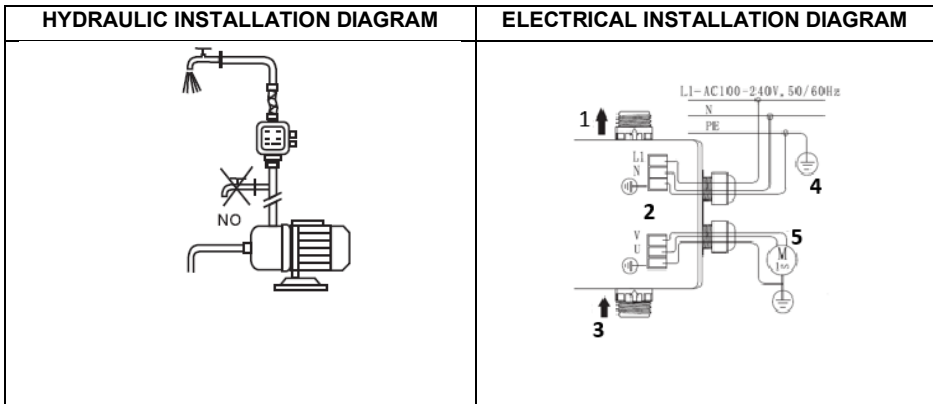 HYDRAULIC INSTALLATION DIAGRAM
ELECTRICAL INSTALLATION DIAGRAM
NO
L1-AC100-240V,50/60Hz
N
PE
1
L1
N
2
4
V
U
5
M
1~
3